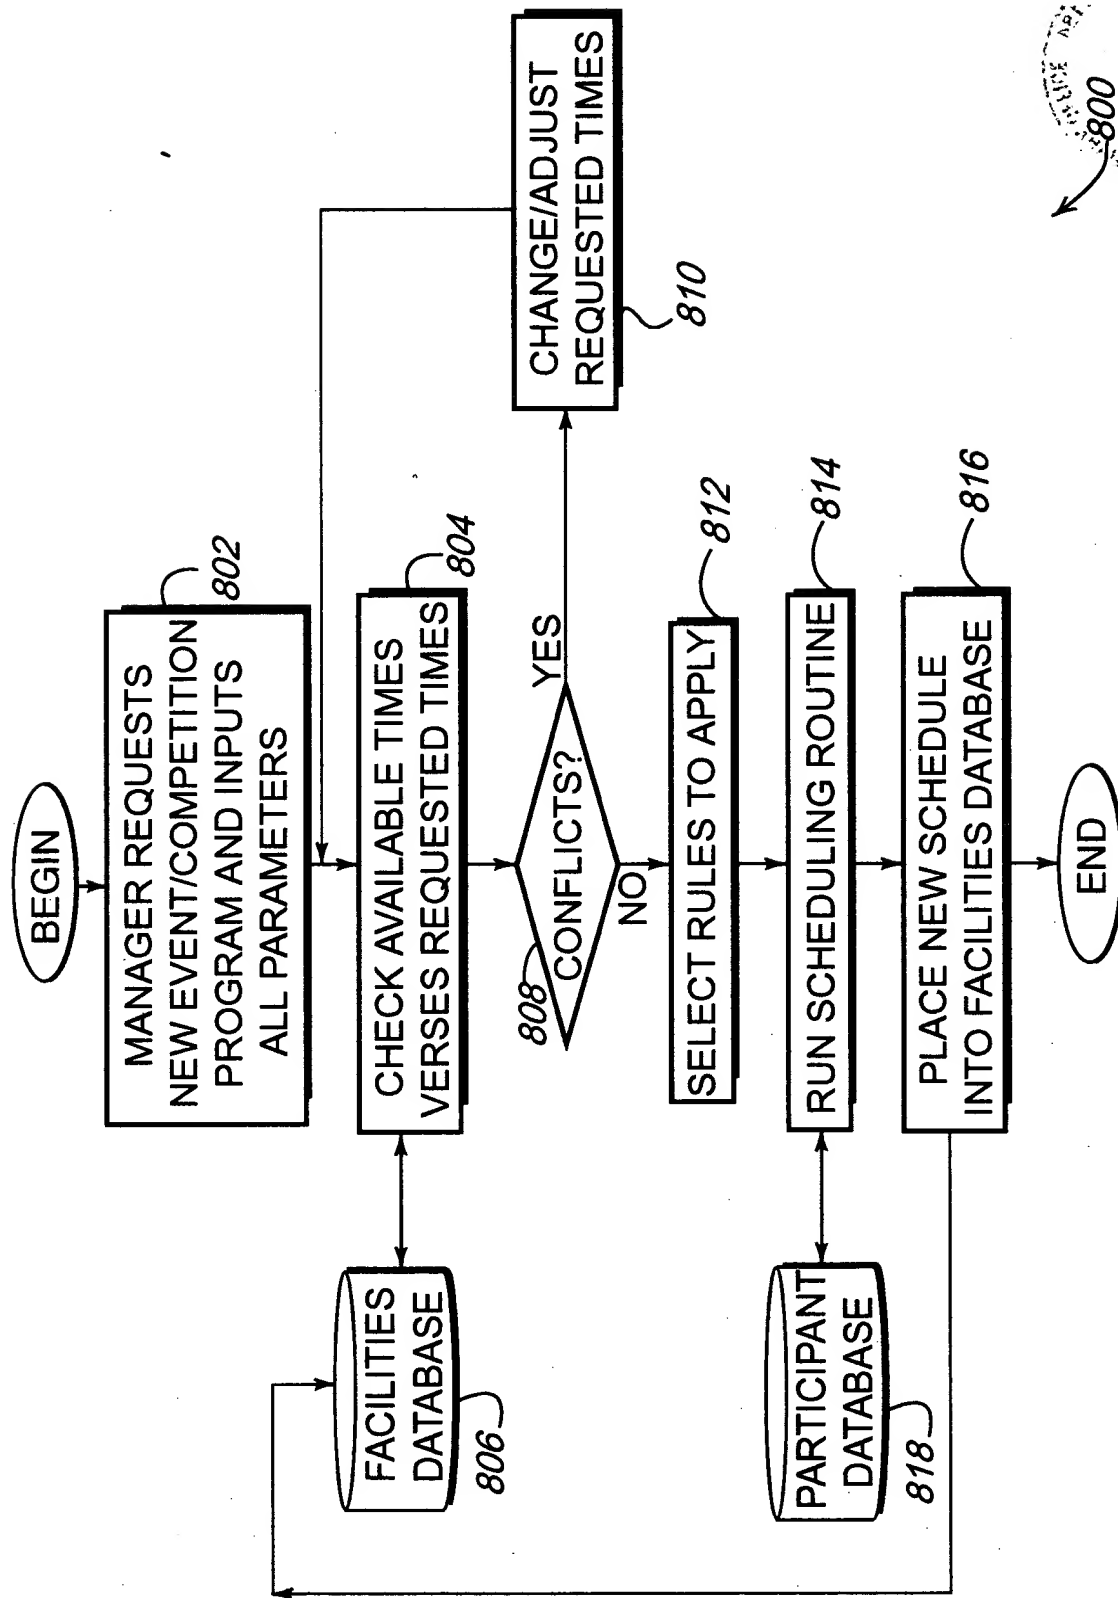 BEGIN
MANAGER REQUESTS
NEW EVENT/COMPETITION
PROGRAM AND INPUTS
ALL PARAMETERS
802
CHECK AVAILABLE TIMES
VERSES REQUESTED TIMES
804
FACILITIES
DATABASE
806
CONFLICTS?
808
YES
NO
CHANGE/ADJUST
REQUESTED TIMES
810
SELECT RULES TO APPLY
812
RUN SCHEDULING ROUTINE
814
PARTICIPANT
DATABASE
818
PLACE NEW SCHEDULE
INTO FACILITIES DATABASE
816
END
800